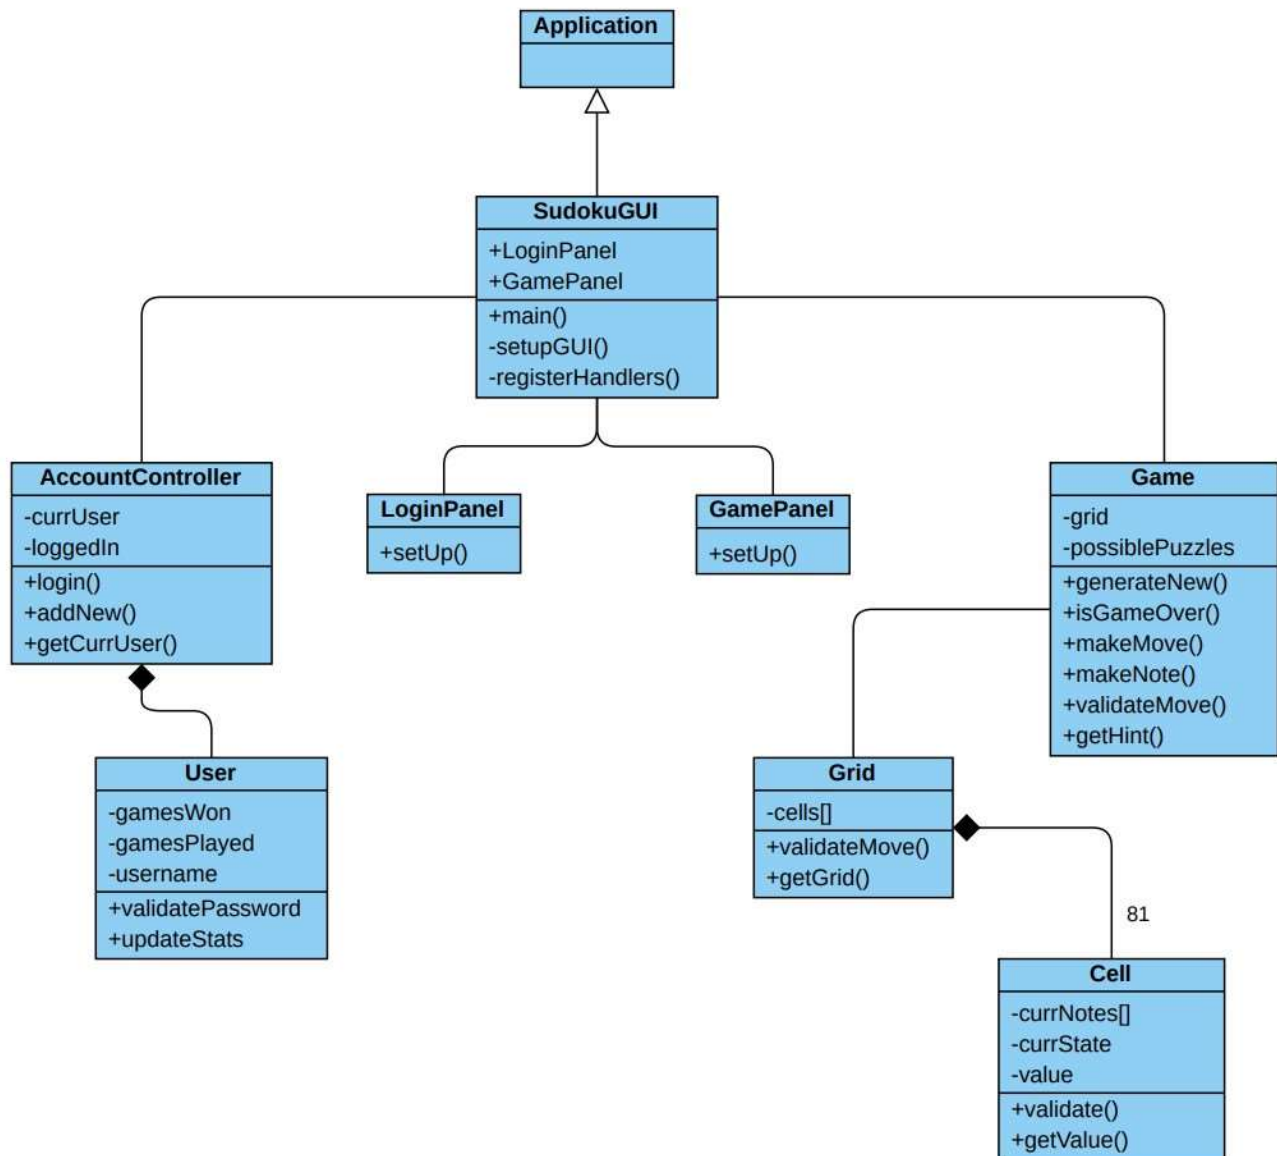 Application
SudokuGUI
+LoginPanel
+GamePanel
+main()
-setupGUI()
-registerHandlers()
AccountController
-currUser
-loggedIn
+login()
+addNew()
+getCurrUser()
LoginPanel
+setUp()
GamePanel
+setUp()
Game
-grid
-possiblePuzzles
+generateNew()
+isGameOver()
+makeMove()
+makeNote()
+validateMove()
+getHint()
User
-gamesWon
-gamesPlayed
-username
+validatePassword
+updateStats
Grid
-cells[]
+validateMove()
+getGrid()
81
Cell
-currNotes[]
-currState
-value
+validate()
+getValue()